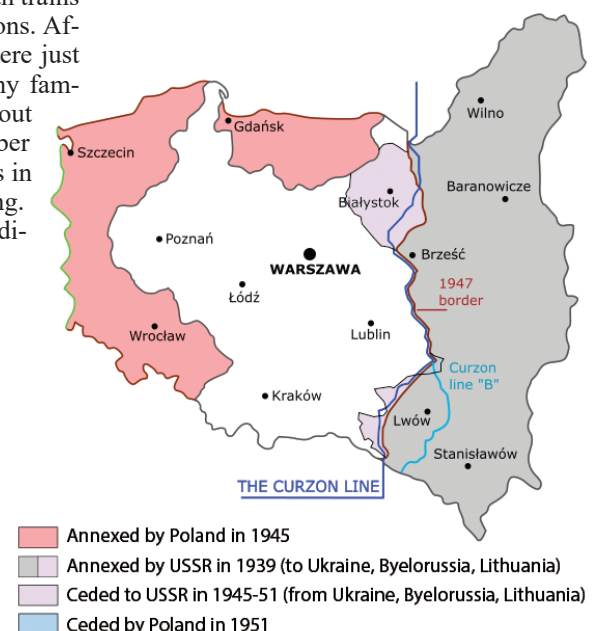 ons. Af-
ere just
ny fam-
out
ber
s in
ng.
di-
Wilno
Gdańsk
Szczecin
Baranowicze
Białystok
Poznań
Brześć
WARSZAWA
1947
border
Łódź
Lublin
Wrocław
Curzon
line "B"
Kraków
Lwów
Stanisławów
THE CURZON LINE
Annexed by Poland in 1945
Annexed by USSR in 1939 (to Ukraine, Byelorussia, Lithuania)
Ceded to USSR in 1945-51 (from Ukraine, Byelorussia, Lithuania)
Ceded by Poland in 1951